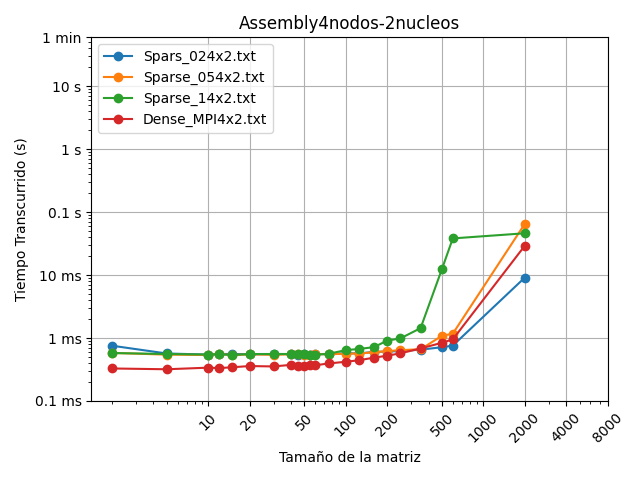 Assembly4nodos-2nucleos
Spars_024x2.txt
Sparse_054x2.txt
Sparse_14x2.txt
Dense_MPI4x2.txt
Tiempo Transcurrido (s)
1 min
10 s
1 s
0.1 s
10 ms
1 ms
0.1 ms
10 20 50 100 200 500 1000 2000 4000 8000
Tamaño de la matriz